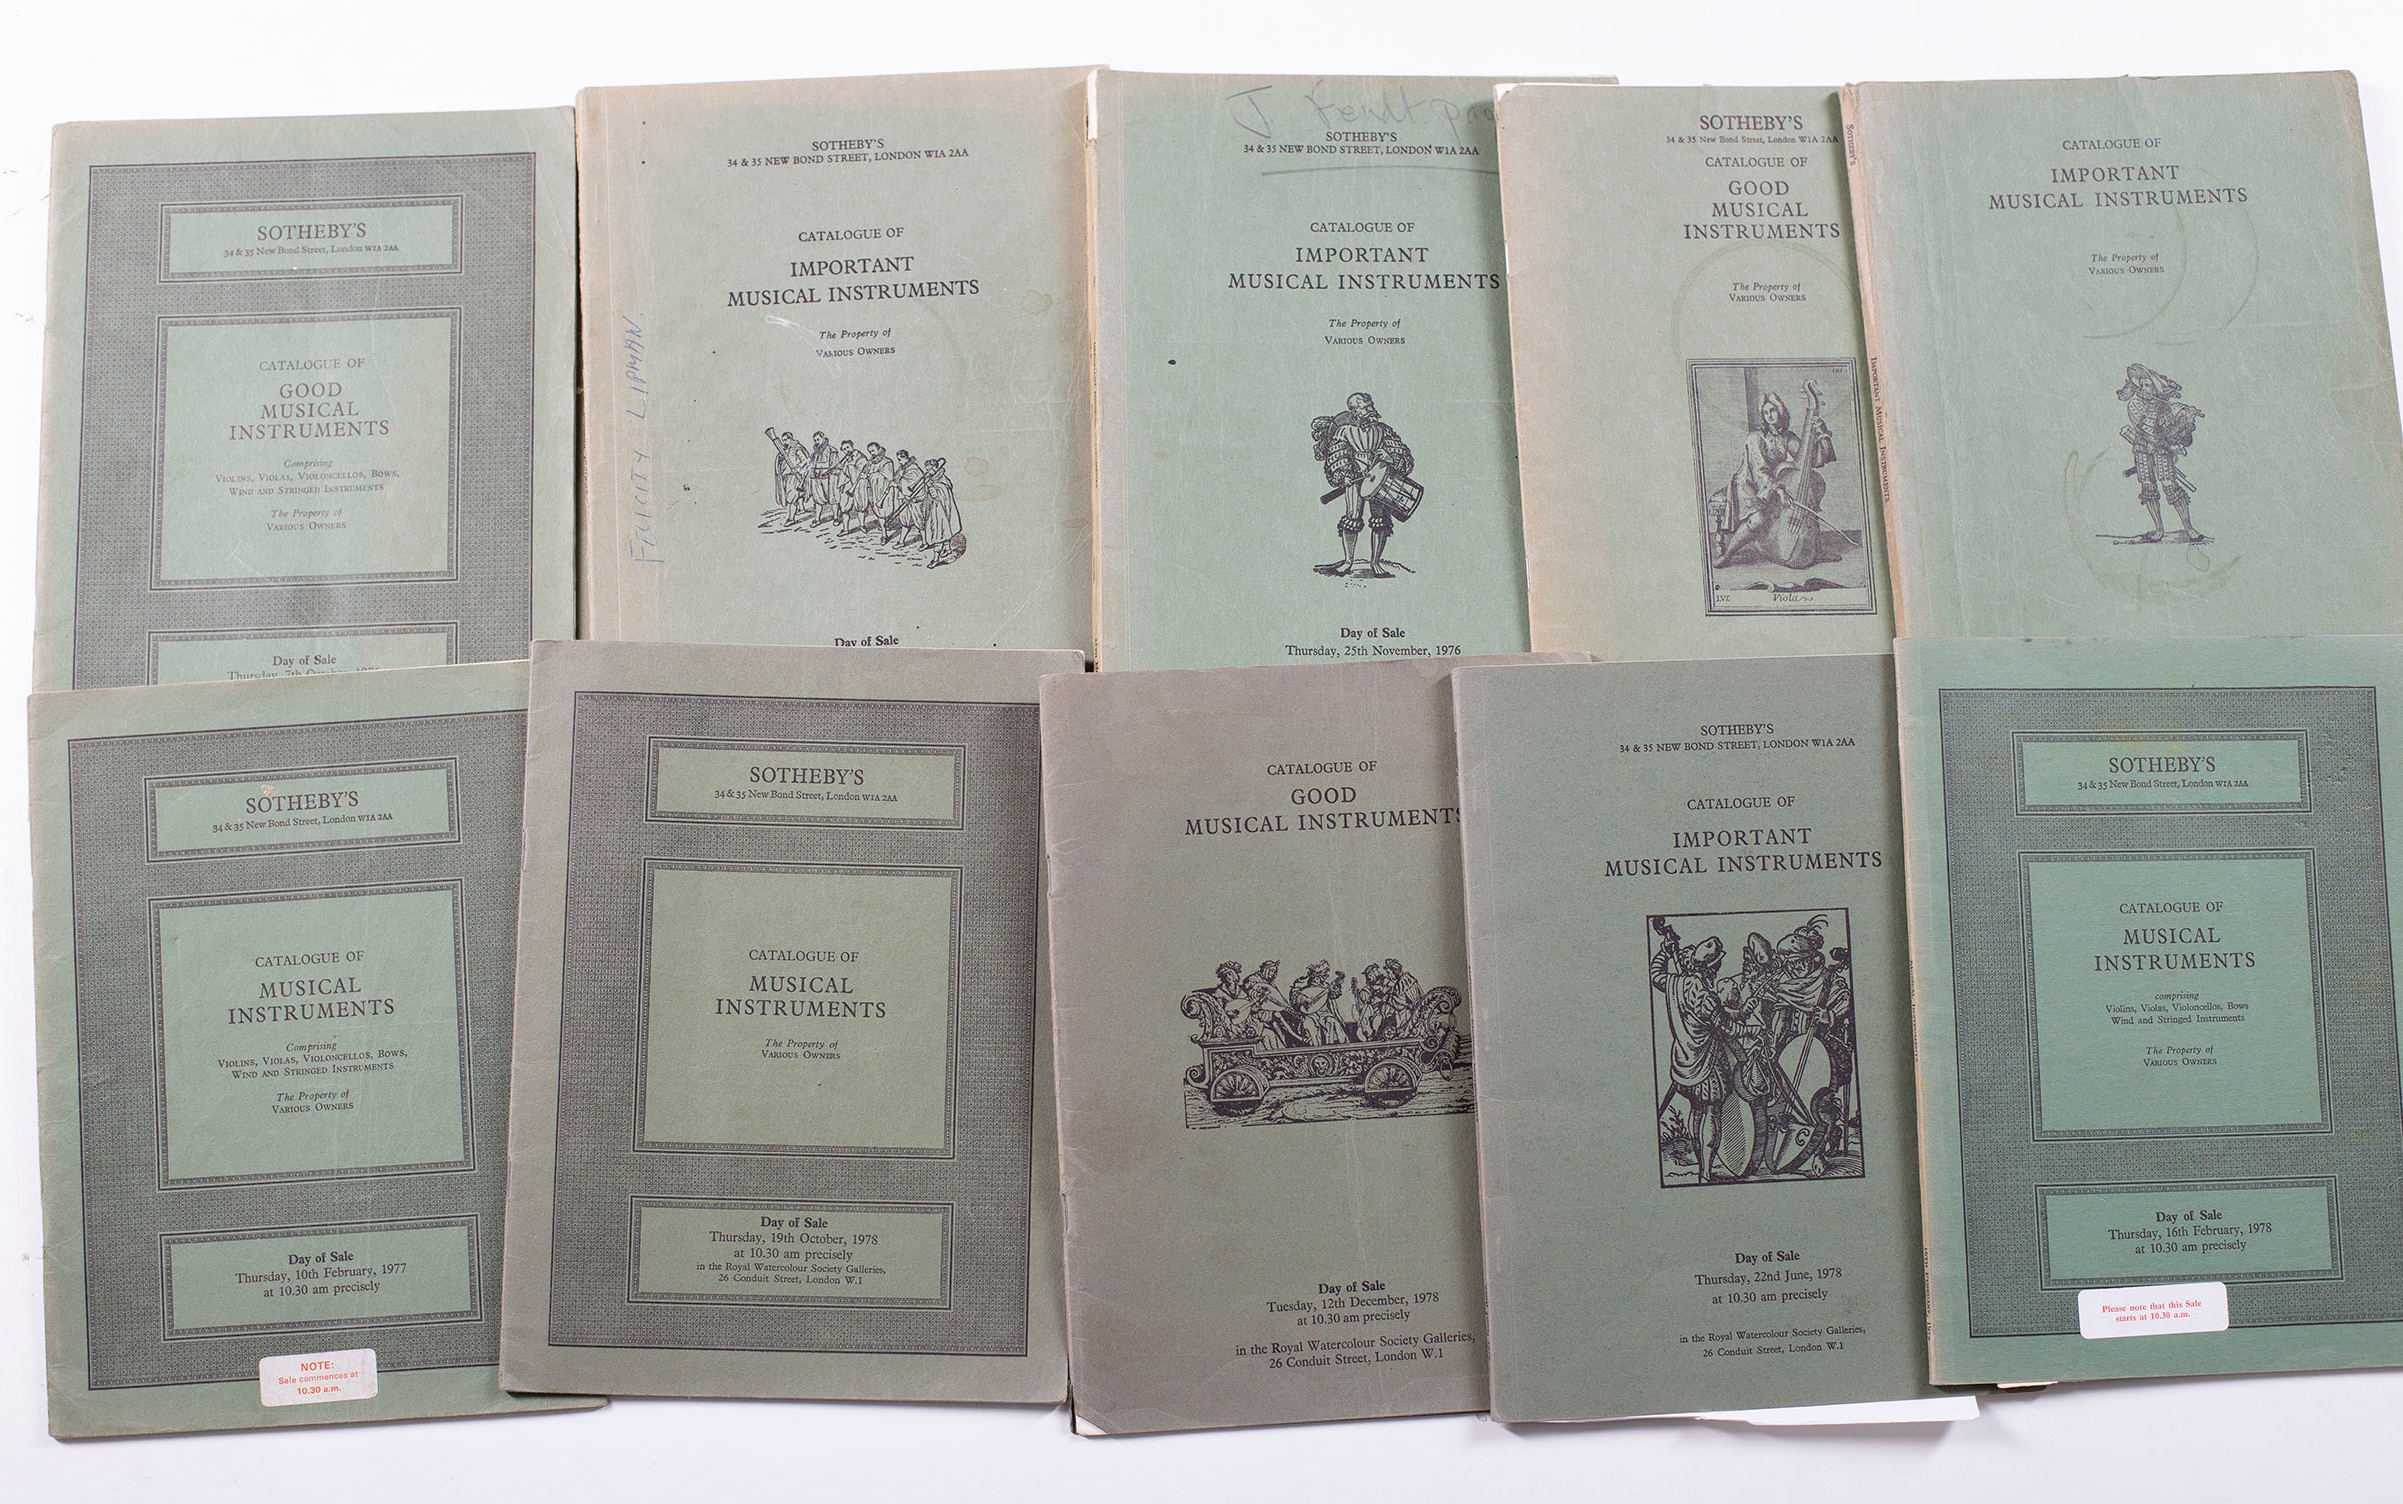 SOTHEBY'S
34 & 35 New Bond Street, London W1A 2AA
CATALOGUE OF
GOOD
MUSICAL
INSTRUMENTS
Comprising
VIOLINS, VIOLAS, VIOLONCELLOS, BOWS,
WIND AND STRINGED INSTRUMENTS
The Property of
VARIOUS OWNERS
Day of Sale
Thursday, 7th
SOTHEBY'S
34 & 35 NEW BOND STREET, LONDON W1A 2AA
CATALOGUE OF
IMPORTANT
MUSICAL INSTRUMENTS
The Property of
VARIOUS OWNERS
FELICITY LIPMAN
Day of Sale
J.
SOTHEBY'S
34 & 35 NEW BOND STREET, LONDON W1A 2AA
CATALOGUE OF
IMPORTANT
MUSICAL INSTRUMENTS
The Property of
VARIOUS OWNERS
Day of Sale
Thursday, 25th November, 1976
SOTHEBY'S
34 & 35 New Bond Street, London W1A 2AA
CATALOGUE OF
GOOD
MUSICAL
INSTRUMENTS
The Property of
VARIOUS OWNERS
LVI
Viola
SOTHEBY'S
IMPORTANT MUSICAL INSTRUMENTS
CATALOGUE OF
IMPORTANT
MUSICAL INSTRUMENTS
The Property of
VARIOUS OWNERS
SOTHEBY'S
34 & 35 New Bond Street, London W1A 2AA
CATALOGUE OF
MUSICAL
INSTRUMENTS
Comprising
VIOLINS, VIOLAS, VIOLONCELLOS, BOWS,
WIND AND STRINGED INSTRUMENTS
The Property of
VARIOUS OWNERS
Day of Sale
Thursday, 10th February, 1977
at 10.30 am precisely
NOTE:
Sale commences at
10.30 a.m.
SOTHEBY'S
34 & 35 New Bond Street, London W1A 2AA
CATALOGUE OF
MUSICAL
INSTRUMENTS
The Property of
VARIOUS OWNERS
Day of Sale
Thursday, 19th October, 1978
at 10.30 am precisely
in the Royal Watercolour Society Galleries,
26 Conduit Street, London W.1
CATALOGUE OF
GOOD
MUSICAL INSTRUMENTS
Day of Sale
Tuesday, 12th December, 1978
at 10.30 am precisely
in the Royal Watercolour Society Galleries,
26 Conduit Street, London W.1
SOTHEBY'S
34 & 35 NEW BOND STREET, LONDON W1A 2AA
CATALOGUE OF
IMPORTANT
MUSICAL INSTRUMENTS
Day of Sale
Thursday, 22nd June, 1978
at 10.30 am precisely
in the Royal Watercolour Society Galleries,
26 Conduit Street, London W.1
SOTHEBY'S
34 & 35 New Bond Street, London W1A 2AA
CATALOGUE OF
MUSICAL
INSTRUMENTS
comprising
Violins, Violas, Violoncellos, Bows
Wind and Stringed Instruments
The Property of
VARIOUS OWNERS
Day of Sale
Thursday, 16th February, 1978
at 10.30 am precisely
Please note that this Sale
starts at 10.30 a.m.